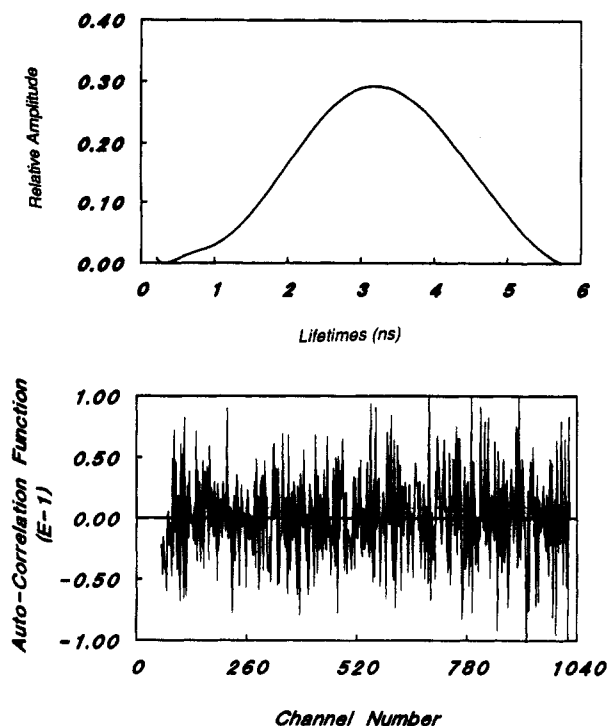 0.40
0.30
0.20
0.10
0.00
Relative Amplitude
0 1 2 3 4 5 6
Lifetimes (ns)
1.00
0.50
0.00
-0.50
-1.00
Auto-Correlation Function
(E-1)
0 260 520 780 1040
Channel Number